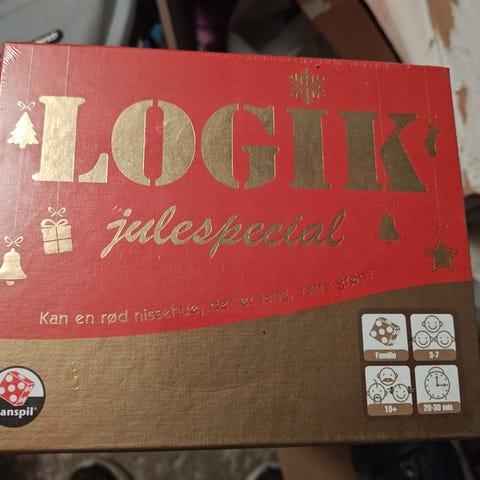 LOGIK
julespecial
Kan en rød nissehue, der er lang, være grøn?
Familie
3-7
10+
20-30 min
anspil®